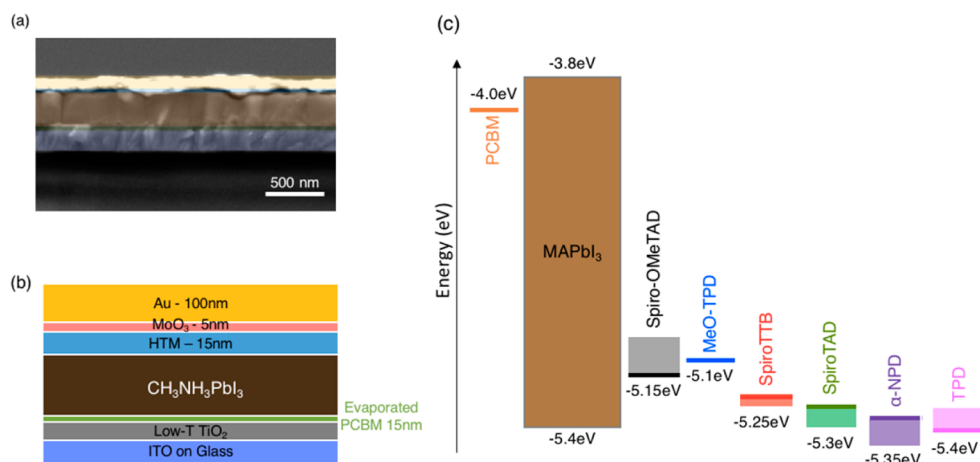 (a)
500 nm
(b)
Au - 100nm
MoO₃ - 5nm
HTM – 15nm
CH₃NH₃PbI₃
Evaporated
PCBM 15nm
Low-T TiO₂
ITO on Glass
(c)
Energy (eV)
-4.0eV
PCBM
-3.8eV
MAPbI₃
-5.4eV
Spiro-OMeTAD
-5.15eV
MeO-TPD
-5.1eV
SpiroTTB
-5.25eV
SpiroTAD
-5.3eV
α-NPD
-5.35eV
TPD
-5.4eV